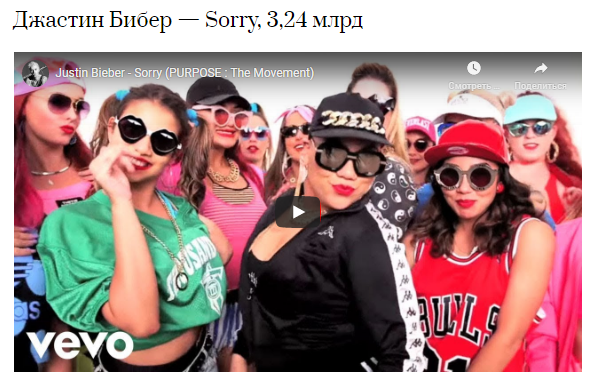 Джастин Бибер — Sorry, 3,24 млрд
Justin Bieber - Sorry (PURPOSE : The Movement)
Смотреть ...
Поделиться
BULLS
vevo